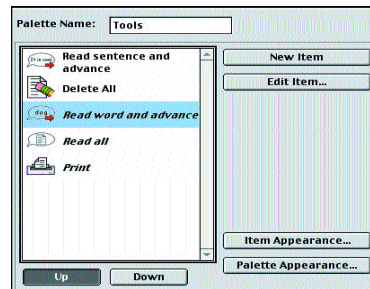 Palette Name: Tools
Read sentence and
advance
New Item
Delete All
Edit Item...
dog
Read word and advance
Read all
Print
Item Appearance...
Palette Appearance...
Up
Down